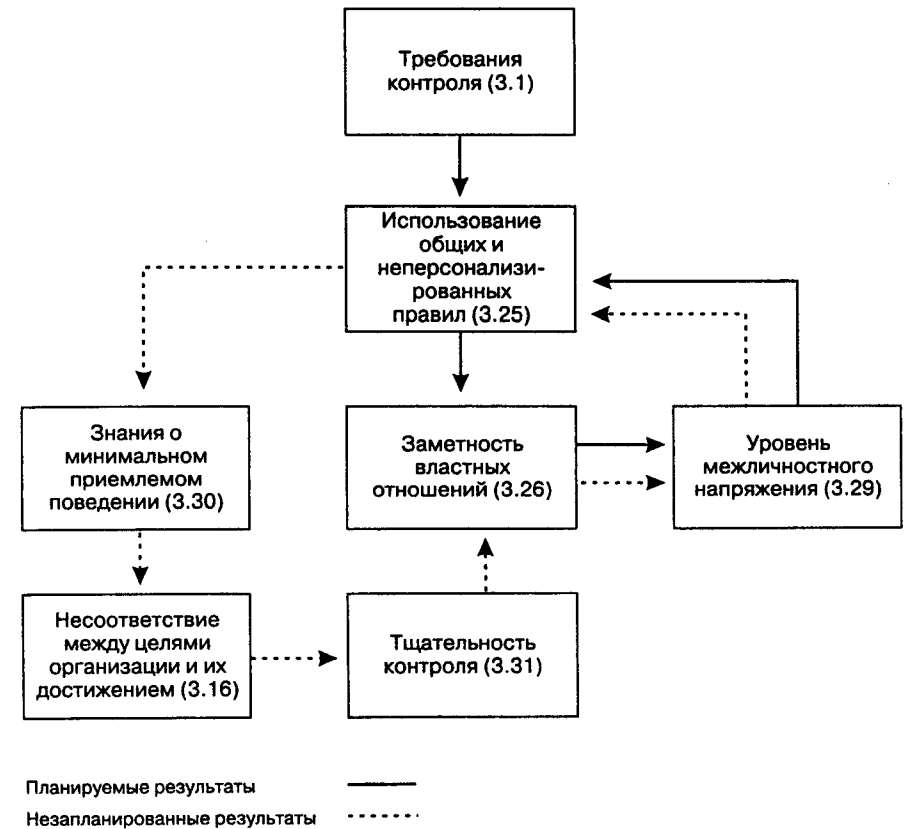 Требования
контроля (3.1)
Использование
общих и
неперсонализи-
рованных
правил (3.25)
Знания о
минимальном
приемлемом
поведении (3.30)
Заметность
властных
отношений (3.26)
Уровень
межличностного
напряжения (3.29)
Несоответствие
между целями
организации и их
достижением (3.16)
Тщательность
контроля (3.31)
Планируемые результаты
Незапланированные результаты